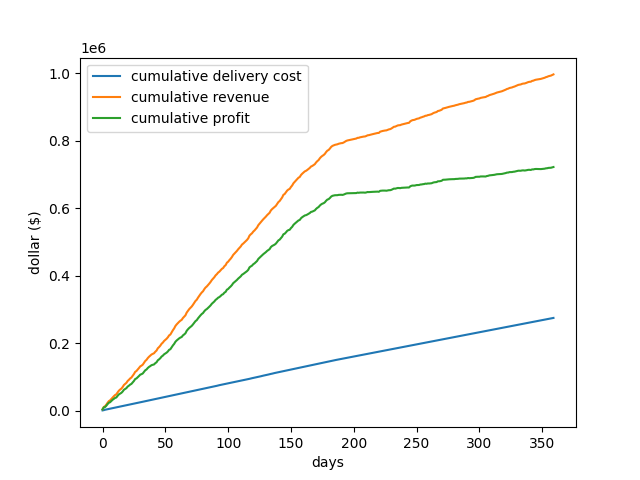 1e6
cumulative delivery cost
cumulative revenue
cumulative profit
dollar ($)
1.0
0.8
0.6
0.4
0.2
0.0
0 50 100 150 200 250 300 350
days